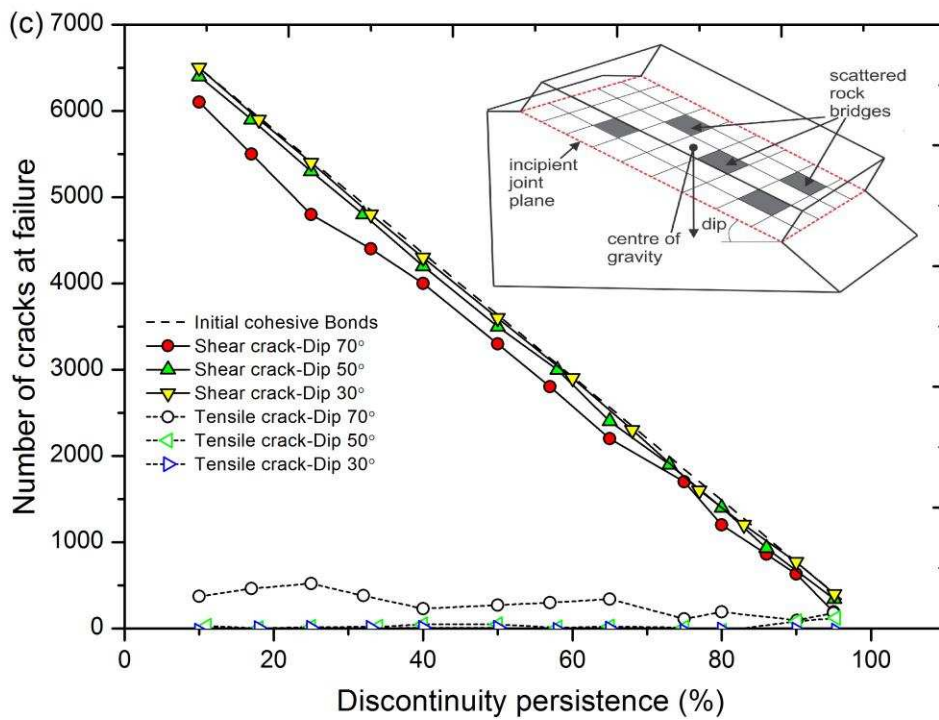 (c)
7000
6000
5000
4000
3000
2000
1000
0
Number of cracks at failure
scattered
rock
bridges
incipient
joint
plane
dip
centre of
gravity
Initial cohesive Bonds
Shear crack-Dip 70°
Shear crack-Dip 50°
Shear crack-Dip 30°
Tensile crack-Dip 70°
Tensile crack-Dip 50°
Tensile crack-Dip 30°
0 20 40 60 80 100
Discontinuity persistence (%)